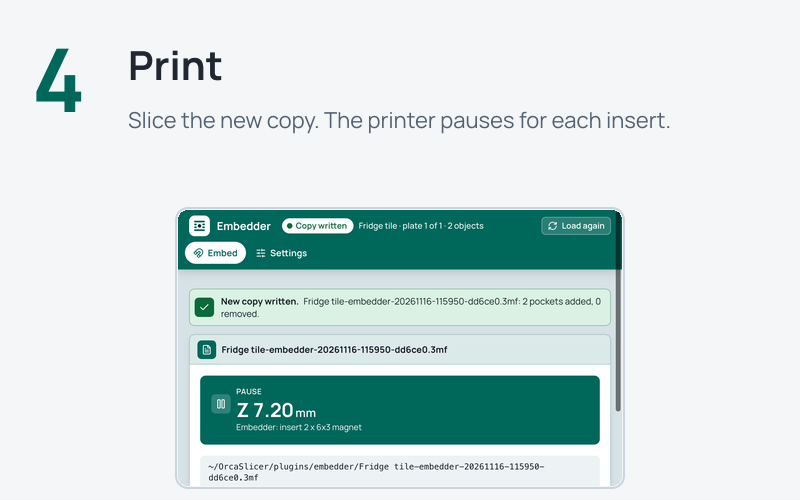 4
Print
Slice the new copy. The printer pauses for each insert.
Embedder
Copy written
Fridge tile · plate 1 of 1 · 2 objects
Load again
Embed
Settings
New copy written. Fridge tile-embedder-20261116-115950-dd6ce0.3mf: 2 pockets added, 0
removed.
Fridge tile-embedder-20261116-115950-dd6ce0.3mf
PAUSE
Z 7.20 mm
Embedder: insert 2 x 6x3 magnet
~/OrcaSlicer/plugins/embedder/Fridge tile-embedder-20261116-115950-
dd6ce0.3mf